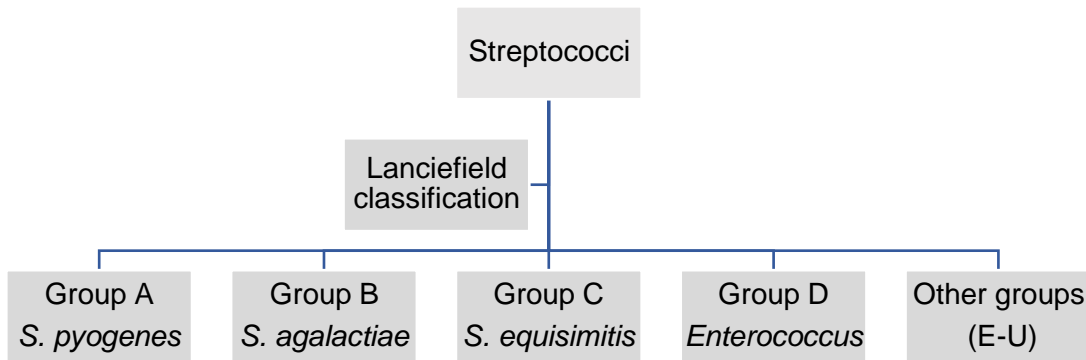 Streptococci
Lanciefield
classification
Group A
S. pyogenes
Group B
S. agalactiae
Group C
S. equisimitis
Group D
Enterococcus
Other groups
(E-U)